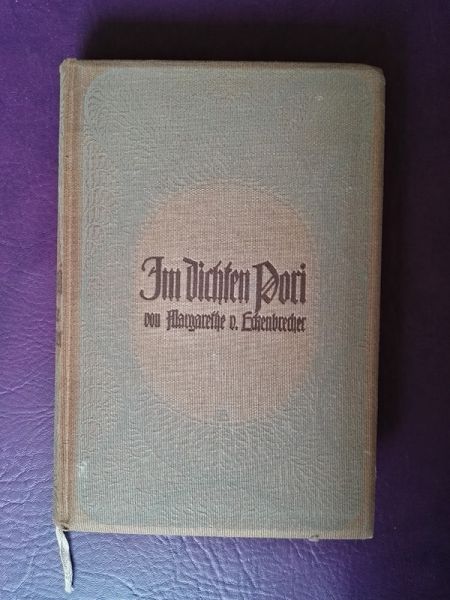 Im dichten Pori
von Margarethe v. Eckenbrecher